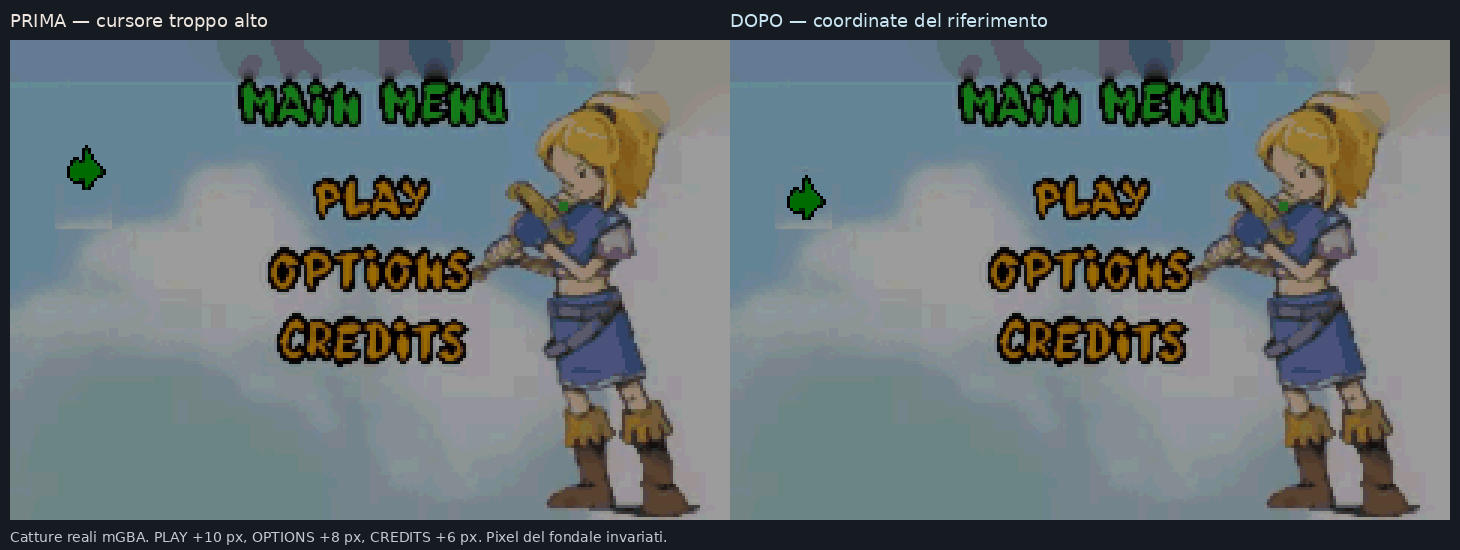 PRIMA — cursore troppo alto
DOPO — coordinate del riferimento
MAiN MENU
PLAY
OPTiONS
CREDiTS
MAiN MENU
PLAY
OPTiONS
CREDiTS
Catture reali mGBA. PLAY +10 px, OPTIONS +8 px, CREDITS +6 px. Pixel del fondale invariati.